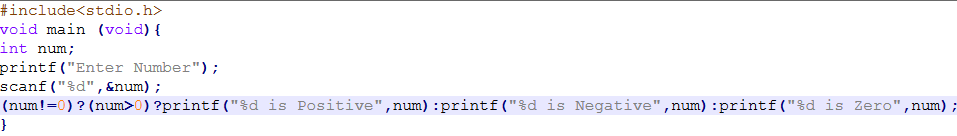 #include<stdio.h>
void main (void){
int num;
printf("Enter Number");
scanf("%d",&num);
(num!=0)?(num>0)?printf("%d is Positive",num):printf("%d is Negative",num):printf("%d is Zero",num);
}